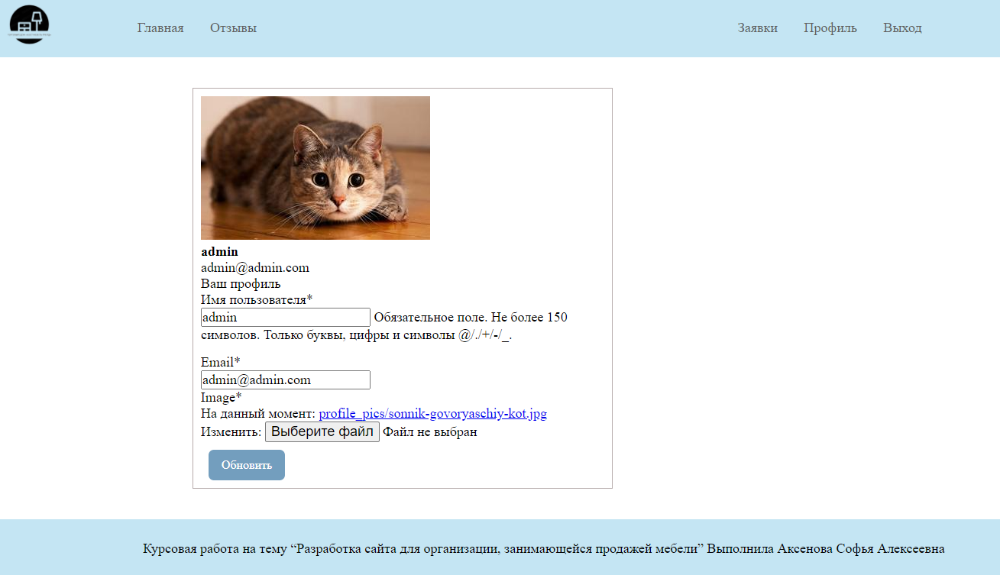 Главная Отзывы Заявки Профиль Выход
admin
admin@admin.com
Ваш профиль
Имя пользователя*
admin Обязательное поле. Не более 150
символов. Только буквы, цифры и символы @/./+/-/_.
Email*
admin@admin.com
Image*
На данный момент: profile_pics/sonnik-govoryaschiy-kot.jpg
Изменить: Выберите файл Файл не выбран
Обновить
Курсовая работа на тему “Разработка сайта для организации, занимающейся продажей мебели” Выполнила Аксенова Софья Алексеевна